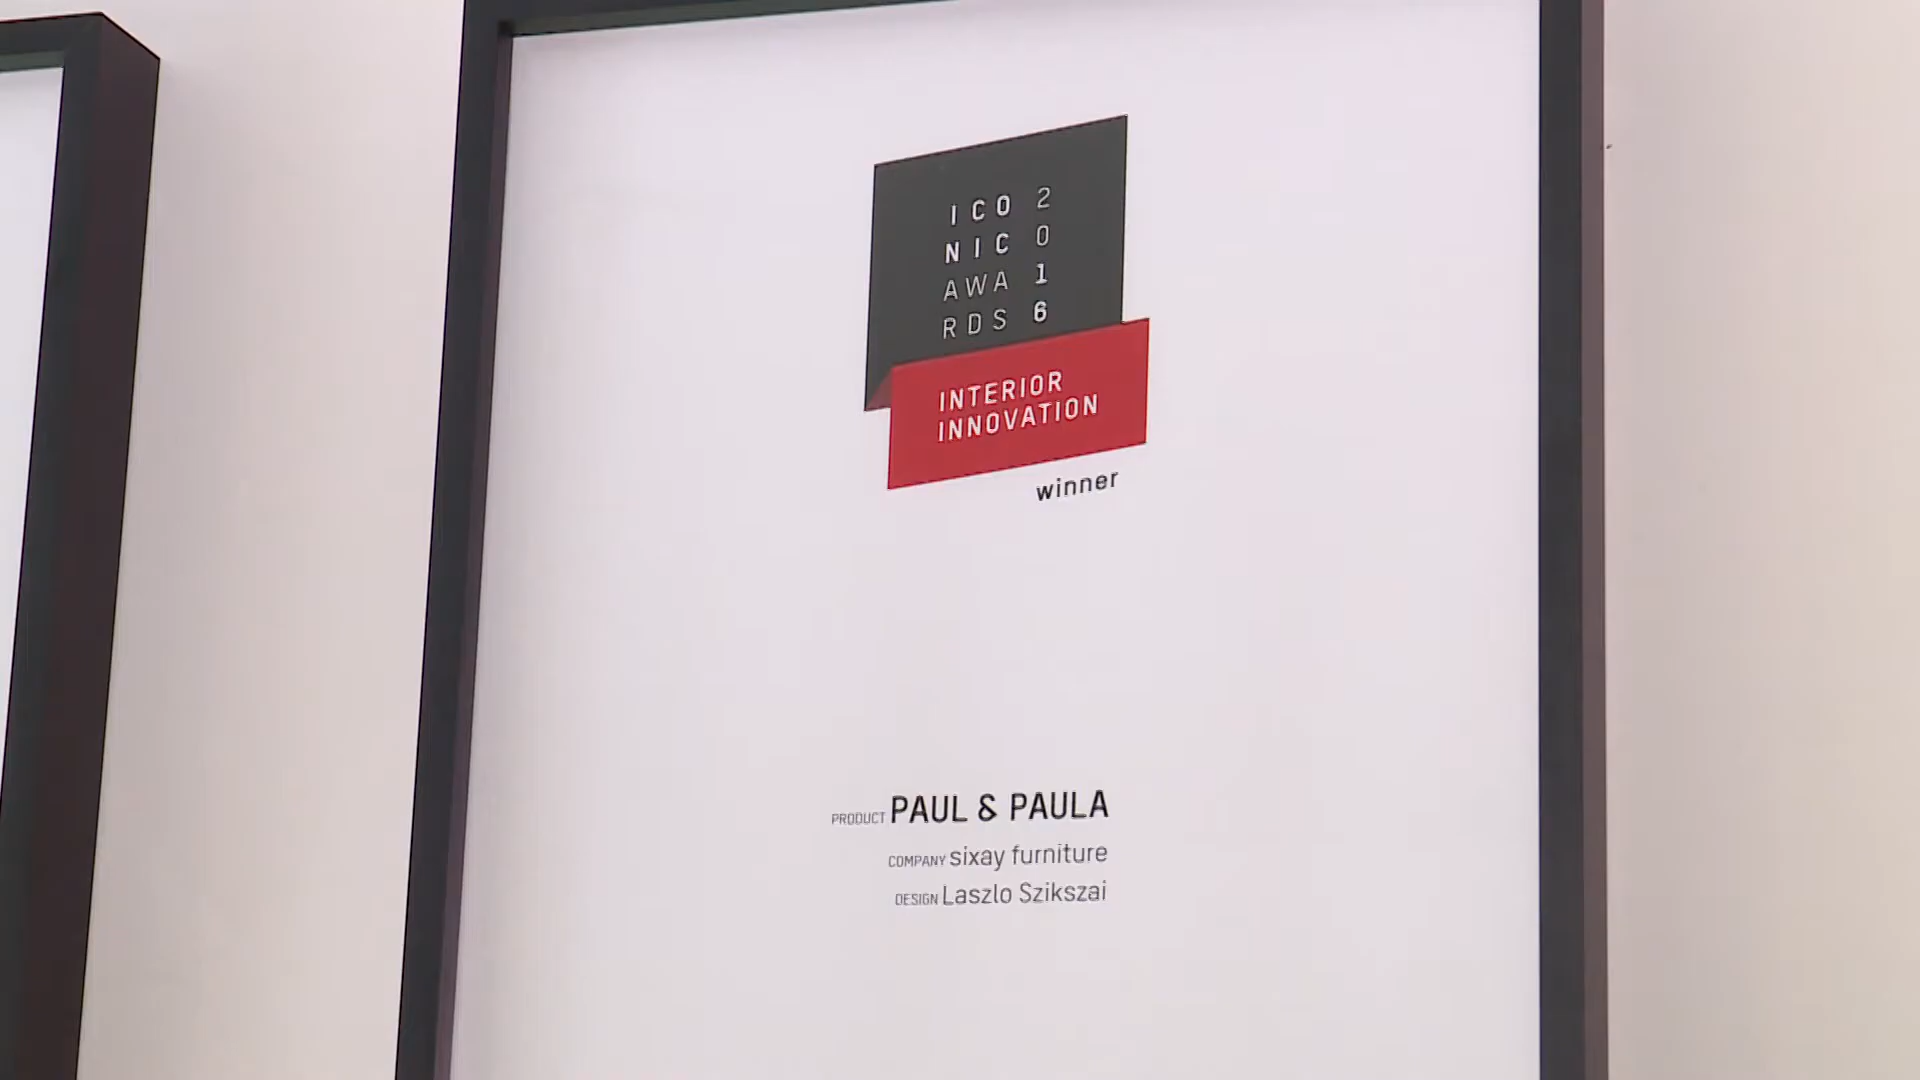 ICO 2
NIC 0
AWA 1
RDS 6
INTERIOR
INNOVATION
winner
PRODUCT PAUL & PAULA
COMPANY sixay furniture
DESIGN Laszlo Szikszai